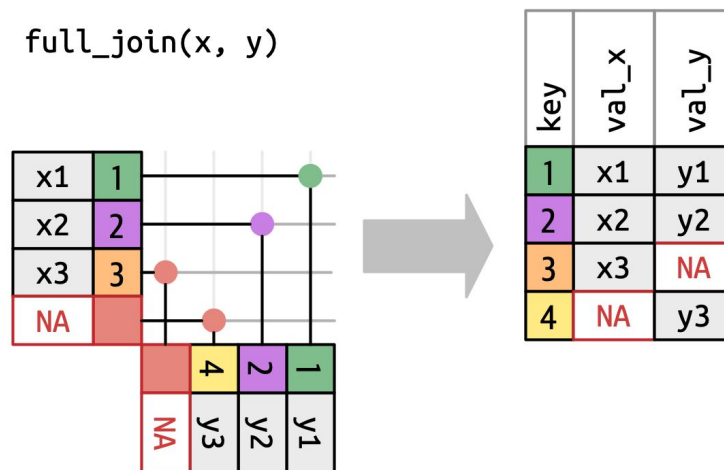 full_join(x, y)
x1 1
x2 2
x3 3
NA
4 2 1
NA y3 y2 y1
key val_x val_y
1 x1 y1
2 x2 y2
3 x3 NA
4 NA y3